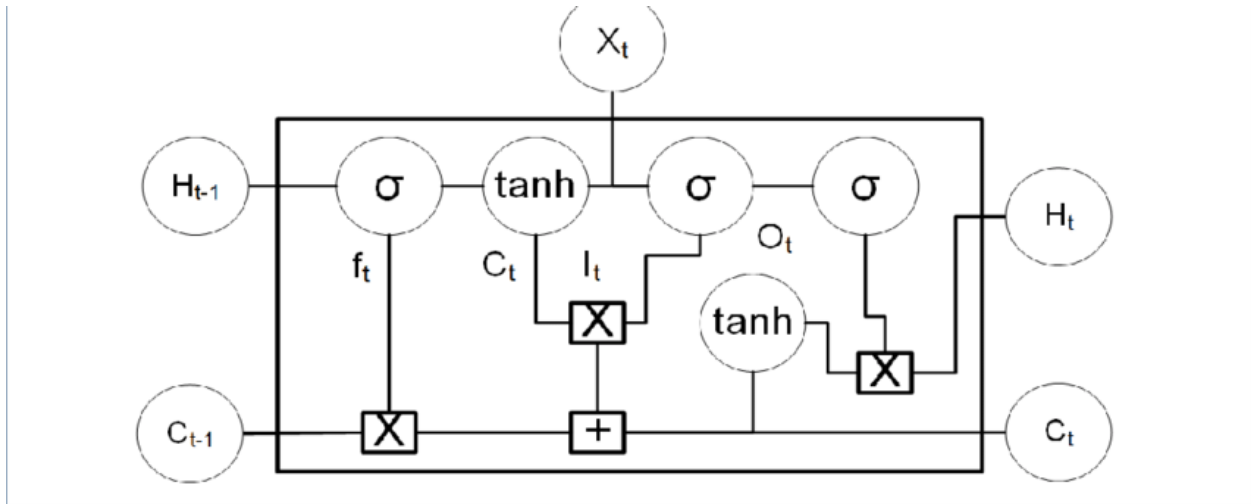 Xt
Ht-1 σ tanh σ σ Ht
ft Ct It Ot
X tanh
X
Ct-1 X + Ct